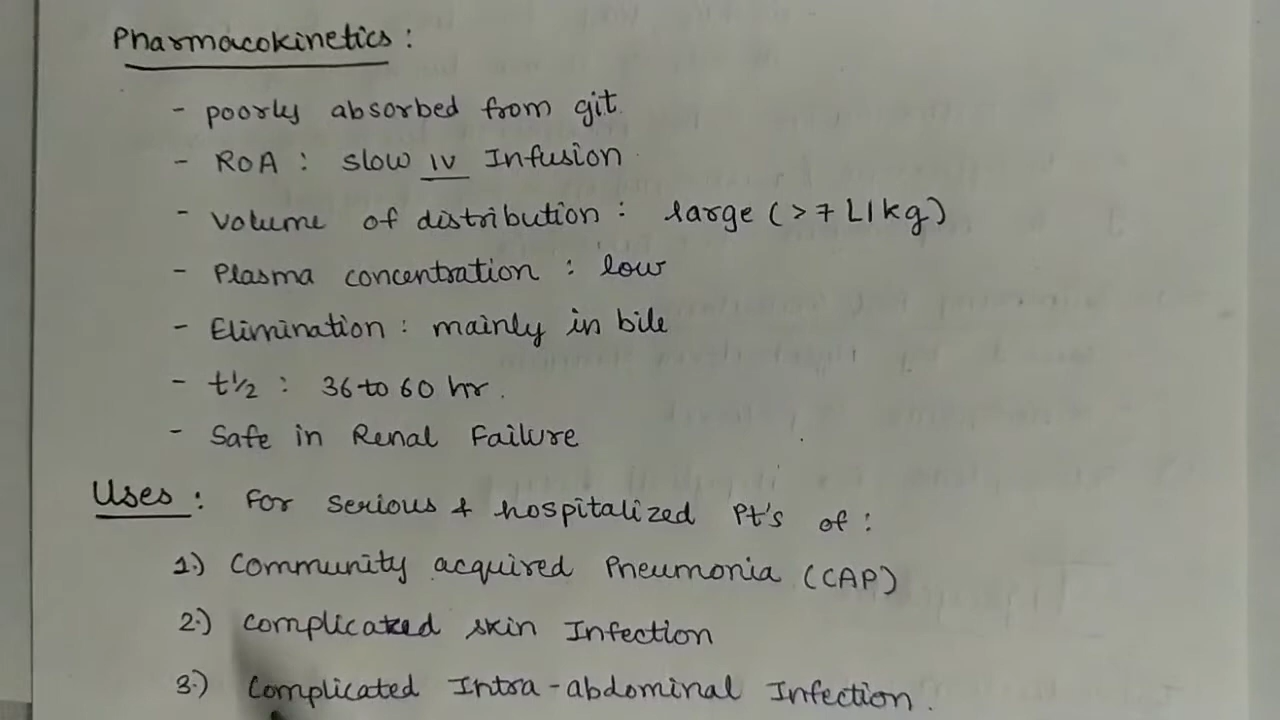 Pharmacokinetics :
- poorly absorbed from git.
- ROA : slow IV Infusion
- volume of distribution : large (>7 L/kg)
- Plasma concentration : low
- Elimination : mainly in bile
- t1/2 : 36 to 60 hr.
- Safe in Renal Failure
Uses : For serious & hospitalized Pt's of :
1.) Community acquired Pneumonia (CAP)
2.) Complicated skin Infection
3.) Complicated Intra-abdominal Infection.